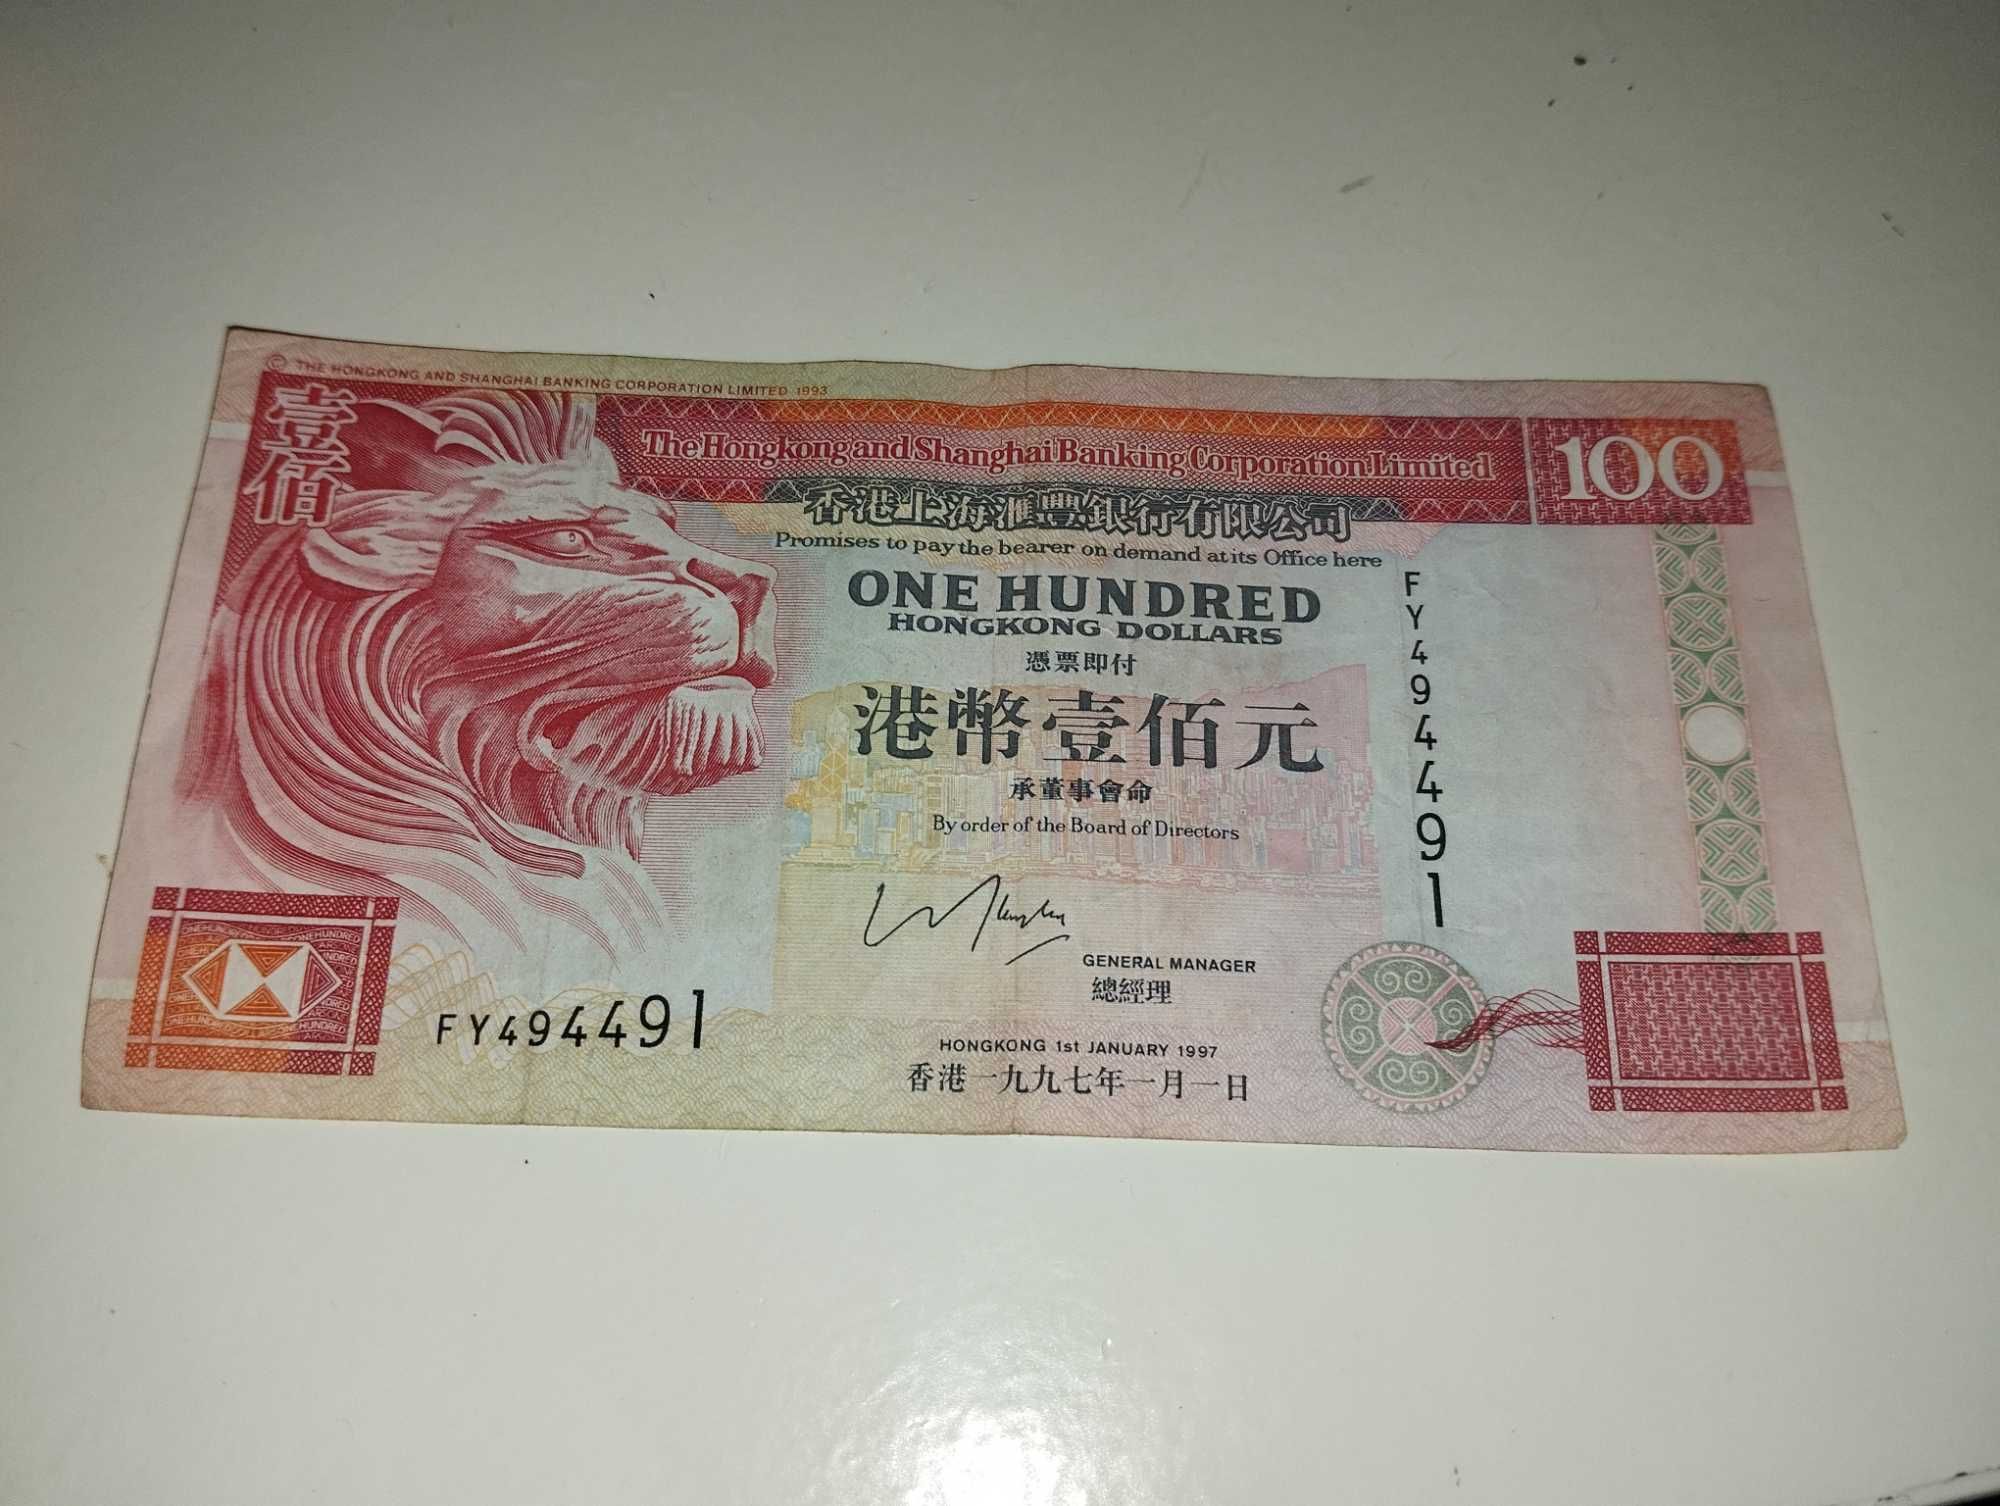 © THE HONGKONG AND SHANGHAI BANKING CORPORATION LIMITED 1993
壹佰
The Hongkong and Shanghai Banking Corporation Limited
100
香港上海滙豐銀行有限公司
Promises to pay the bearer on demand at its Office here
ONE HUNDRED
HONGKONG DOLLARS
憑票即付
港幣壹佰元
承董事會命
By order of the Board of Directors
FY494491
GENERAL MANAGER
總經理
FY494491
HONGKONG 1st JANUARY 1997
香港一九九七年一月一日